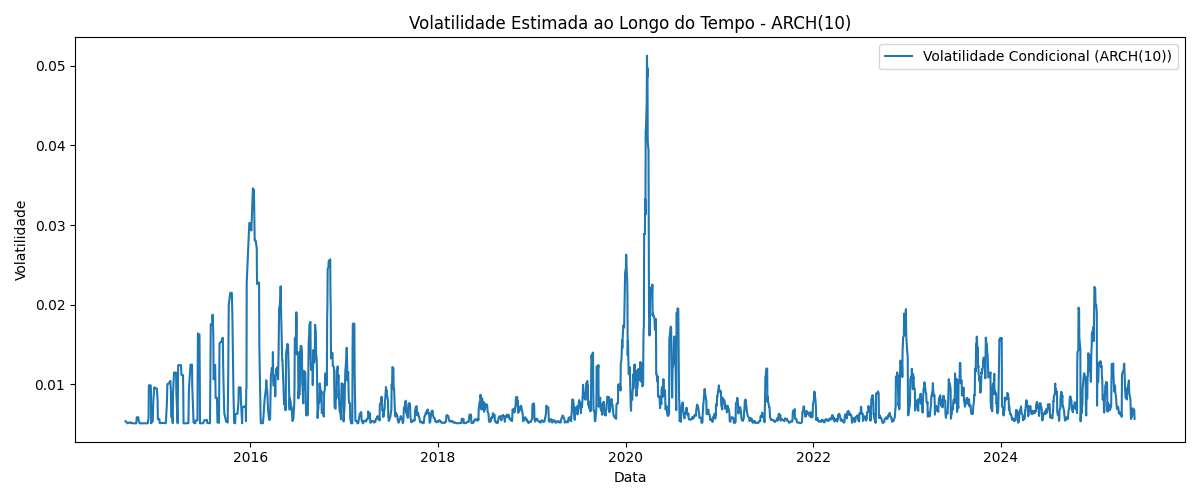 Volatilidade Estimada ao Longo do Tempo - ARCH(10)
Volatilidade Condicional (ARCH(10))
0.05
0.04
0.03
0.02
0.01
Volatilidade
2016
2018
2020
2022
2024
Data